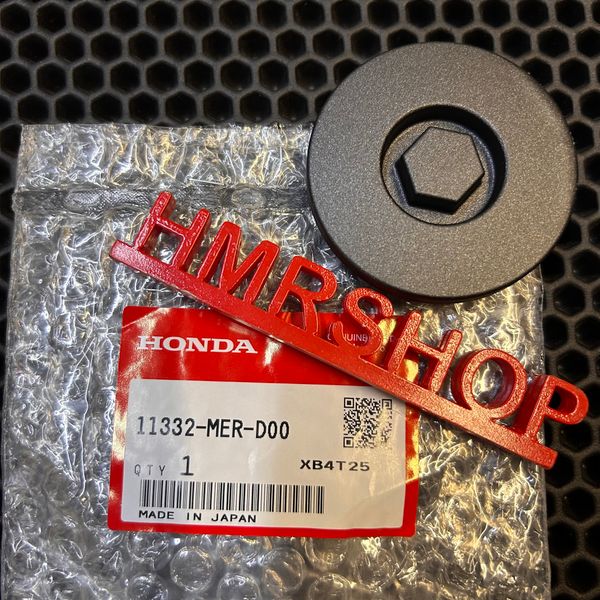 HMRSHOP
HONDA
11332-MER-D00
QTY 1
XB4T25
MADE IN JAPAN